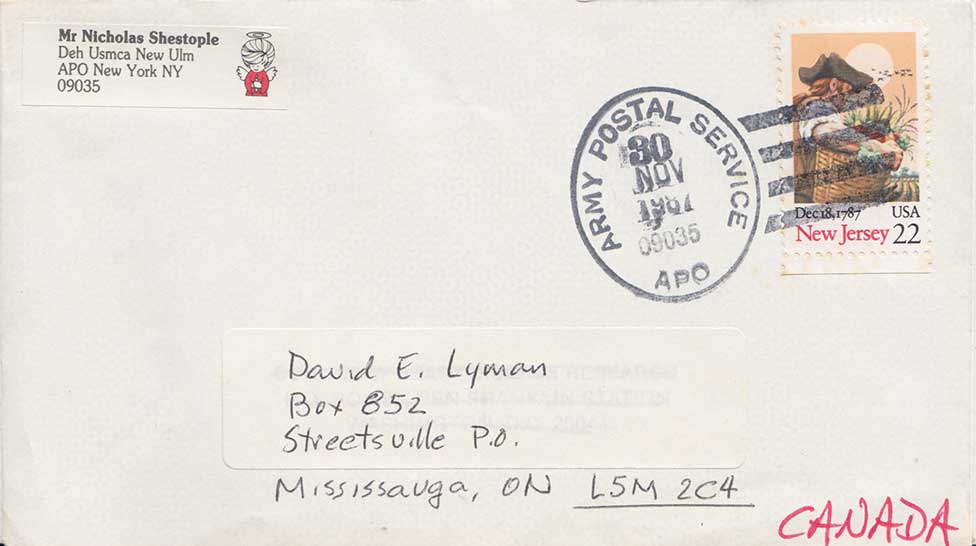 Mr Nicholas Shestople
Deh Usmca New Ulm
APO New York NY
09035
ARMY POSTAL SERVICE
30
NOV
1987
09035
APO
Dec 18, 1787 USA
New Jersey 22
David E. Lyman
Box 852
Streetsville P.O.
Mississauga, ON L5M 2C4
CANADA